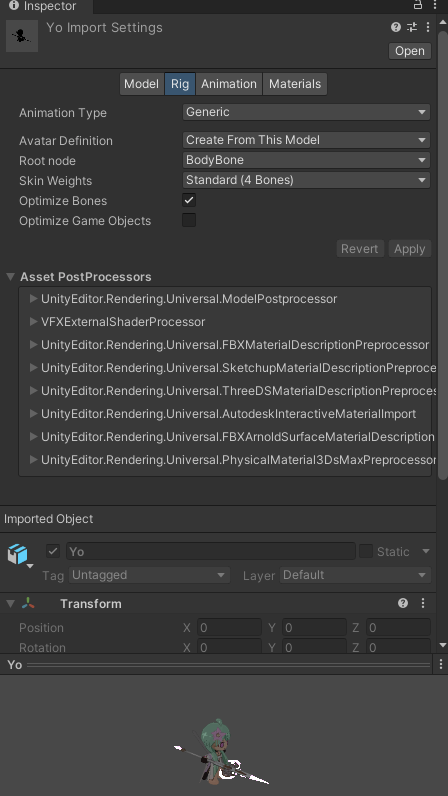 Inspector
Yo Import Settings
Open
Model Rig Animation Materials
Animation Type Generic
Avatar Definition Create From This Model
Root node BodyBone
Skin Weights Standard (4 Bones)
Optimize Bones
Optimize Game Objects
Revert Apply
Asset PostProcessors
UnityEditor.Rendering.Universal.ModelPostprocessor
VFXExternalShaderProcessor
UnityEditor.Rendering.Universal.FBXMaterialDescriptionPreprocessor
UnityEditor.Rendering.Universal.SketchupMaterialDescriptionPreproce
UnityEditor.Rendering.Universal.ThreeDSMaterialDescriptionPreproces
UnityEditor.Rendering.Universal.AutodeskInteractiveMaterialImport
UnityEditor.Rendering.Universal.FBXArnoldSurfaceMaterialDescription
UnityEditor.Rendering.Universal.PhysicalMaterial3DsMaxPreprocessor
Imported Object
Yo Static
Tag Untagged Layer Default
Transform
Position X 0 Y 0 Z 0
Rotation X 0 Y 0 Z 0
Yo